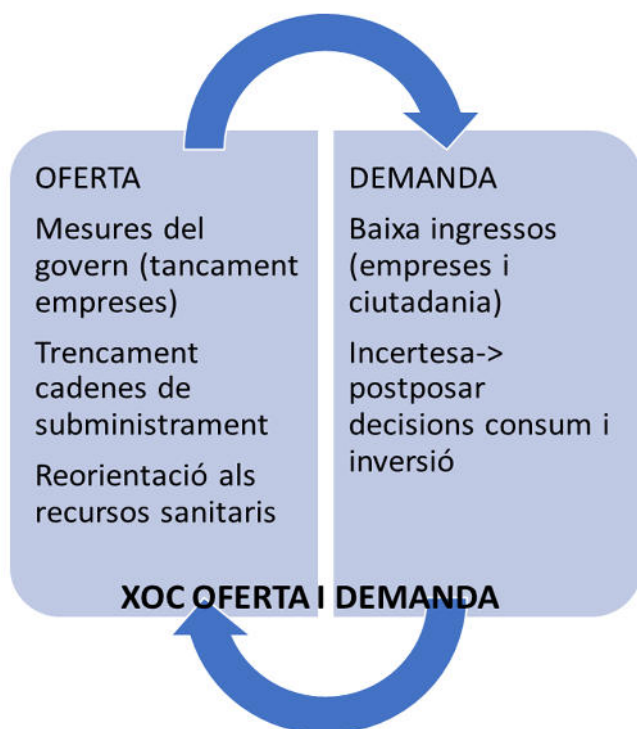 OFERTA
Mesures del
govern (tancament
empreses)
Trencament
cadenes de
subministrament
Reorientació als
recursos sanitaris
DEMANDA
Baixa ingressos
(empreses i
ciutadania)
Incertesa->
postposar
decisions consum i
inversió
XOC OFERTA I DEMANDA